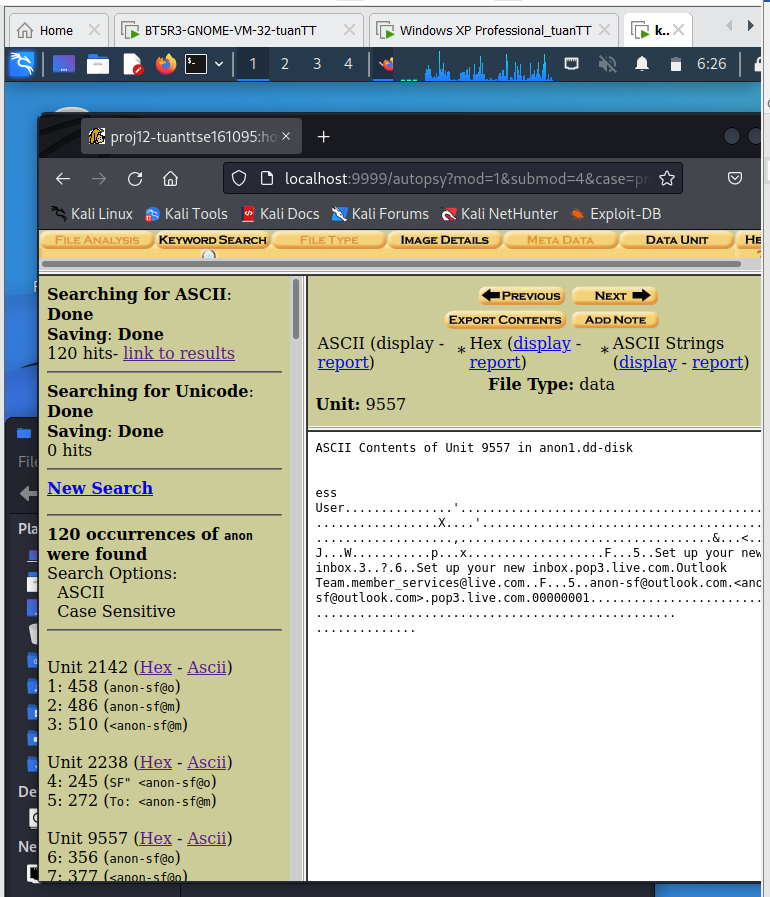 Home
BT5R3-GNOME-VM-32-tuanTT
Windows XP Professional_tuanTT
k..
1 2 3 4
6:26
proj12-tuanttse161095:ho
localhost:9999/autopsy?mod=1&submod=4&case=pr
Kali Linux Kali Tools Kali Docs Kali Forums Kali NetHunter Exploit-DB
FILE ANALYSIS KEYWORD SEARCH FILE TYPE IMAGE DETAILS META DATA DATA UNIT HE
Searching for ASCII:
Done
Saving: Done
120 hits- link to results
Searching for Unicode:
Done
Saving: Done
0 hits
New Search
120 occurrences of anon
were found
Search Options:
ASCII
Case Sensitive
Unit 2142 (Hex - Ascii)
1: 458 (anon-sf@o)
2: 486 (anon-sf@m)
3: 510 (<anon-sf@m)
Unit 2238 (Hex - Ascii)
4: 245 (SF" <anon-sf@o)
5: 272 (To: <anon-sf@m)
Unit 9557 (Hex - Ascii)
6: 356 (anon-sf@o)
7: 377 (<anon-sf@o)
PREVIOUS NEXT
EXPORT CONTENTS ADD NOTE
ASCII (display - * Hex (display - * ASCII Strings
report) report) (display - report)
File Type: data
Unit: 9557
ASCII Contents of Unit 9557 in anon1.dd-disk
ess
User...............'..........................................
.................X....'.......................................
...................,...................................&...<..
J...W...........p...x...................F...5..Set up your new
inbox.3..?.6..Set up your new inbox.pop3.live.com.Outlook
Team.member_services@live.com..F...5..anon-sf@outlook.com.<ano
sf@outlook.com>.pop3.live.com.00000001........................
..................................................
..............
File
Pla
De
Ne